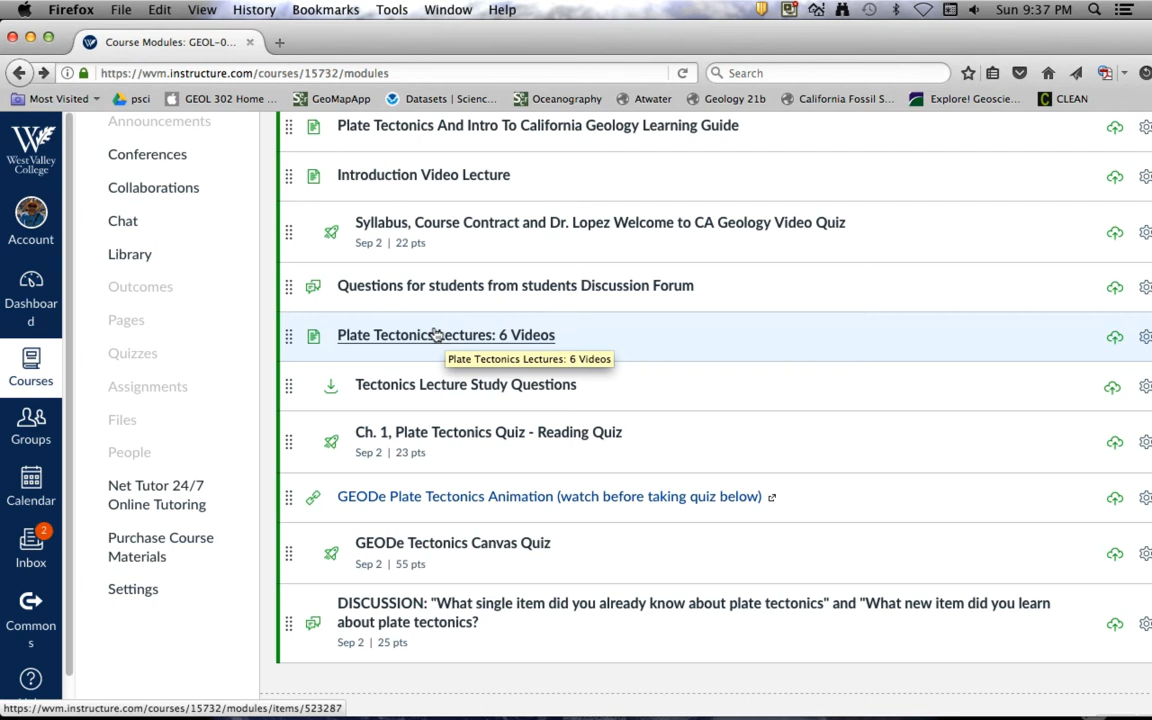 Firefox File Edit View History Bookmarks Tools Window Help Sun 9:37 PM
Course Modules: GEOL-0...
https://wvm.instructure.com/courses/15732/modules
Search
Most Visited psci GEOL 302 Home ... GeoMapApp Datasets | Scienc... Oceanography Atwater Geology 21b California Fossil S... Explore! Geoscie... CLEAN
West Valley
College
Account
Dashboar
d
Courses
Groups
Calendar
2
Inbox
Common
s
Announcements
Conferences
Collaborations
Chat
Library
Outcomes
Pages
Quizzes
Assignments
Files
People
Net Tutor 24/7
Online Tutoring
Purchase Course
Materials
Settings
Plate Tectonics And Intro To California Geology Learning Guide
Introduction Video Lecture
Syllabus, Course Contract and Dr. Lopez Welcome to CA Geology Video Quiz
Sep 2 | 22 pts
Questions for students from students Discussion Forum
Plate Tectonics Lectures: 6 Videos
Plate Tectonics Lectures: 6 Videos
Tectonics Lecture Study Questions
Ch. 1, Plate Tectonics Quiz - Reading Quiz
Sep 2 | 23 pts
GEODe Plate Tectonics Animation (watch before taking quiz below)
GEODe Tectonics Canvas Quiz
Sep 2 | 55 pts
DISCUSSION: "What single item did you already know about plate tectonics" and "What new item did you learn
about plate tectonics?
Sep 2 | 25 pts
https://wvm.instructure.com/courses/15732/modules/items/523287